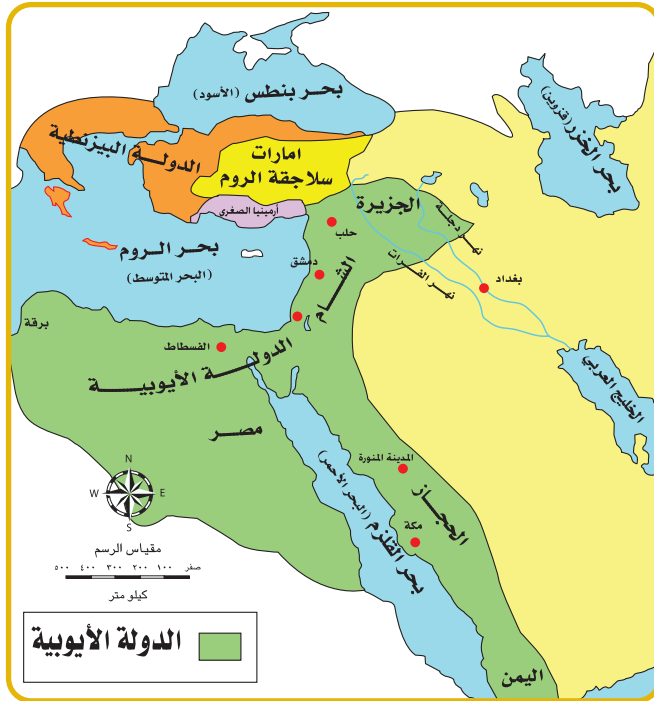 بحر بنطس (الأسود)
بحر الخزر (قزوين)
الدولة البيزنطية
امارات
سلاجقة الروم
أرمينيا الصغرى
الجزيرة
حلب
نهر دجلة
بحر الروم
(البحر المتوسط)
دمشق
الشام
نهر الفرات
بغداد
برقة
الفسطاط
الدولة الأيوبية
الخليج العربي
مصر
المدينة المنورة
الحجاز
مكة
بحر القلزم (البحر الأحمر)
N
W E
S
مقياس الرسم
صفر ١٠٠ ٢٠٠ ٣٠٠ ٤٠٠ ٥٠٠
كيلو متر
الدولة الأيوبية
اليمن